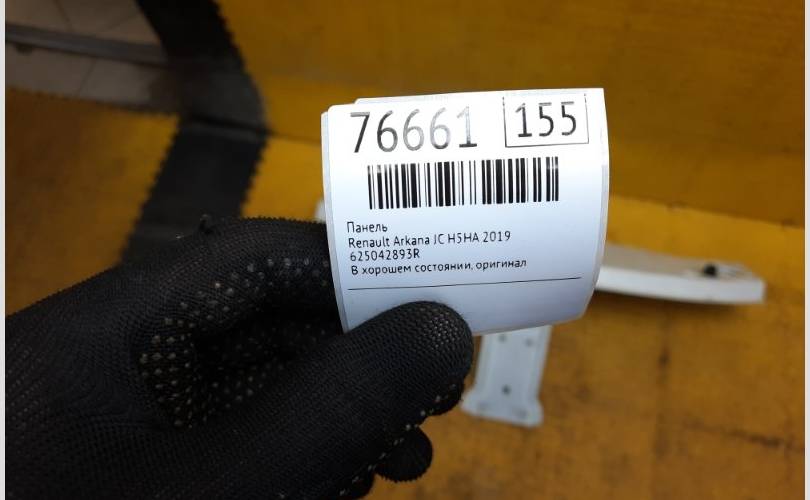 76661 155
Панель
Renault Arkana JC H5HA 2019
625042893R
В хорошем состоянии, оригинал